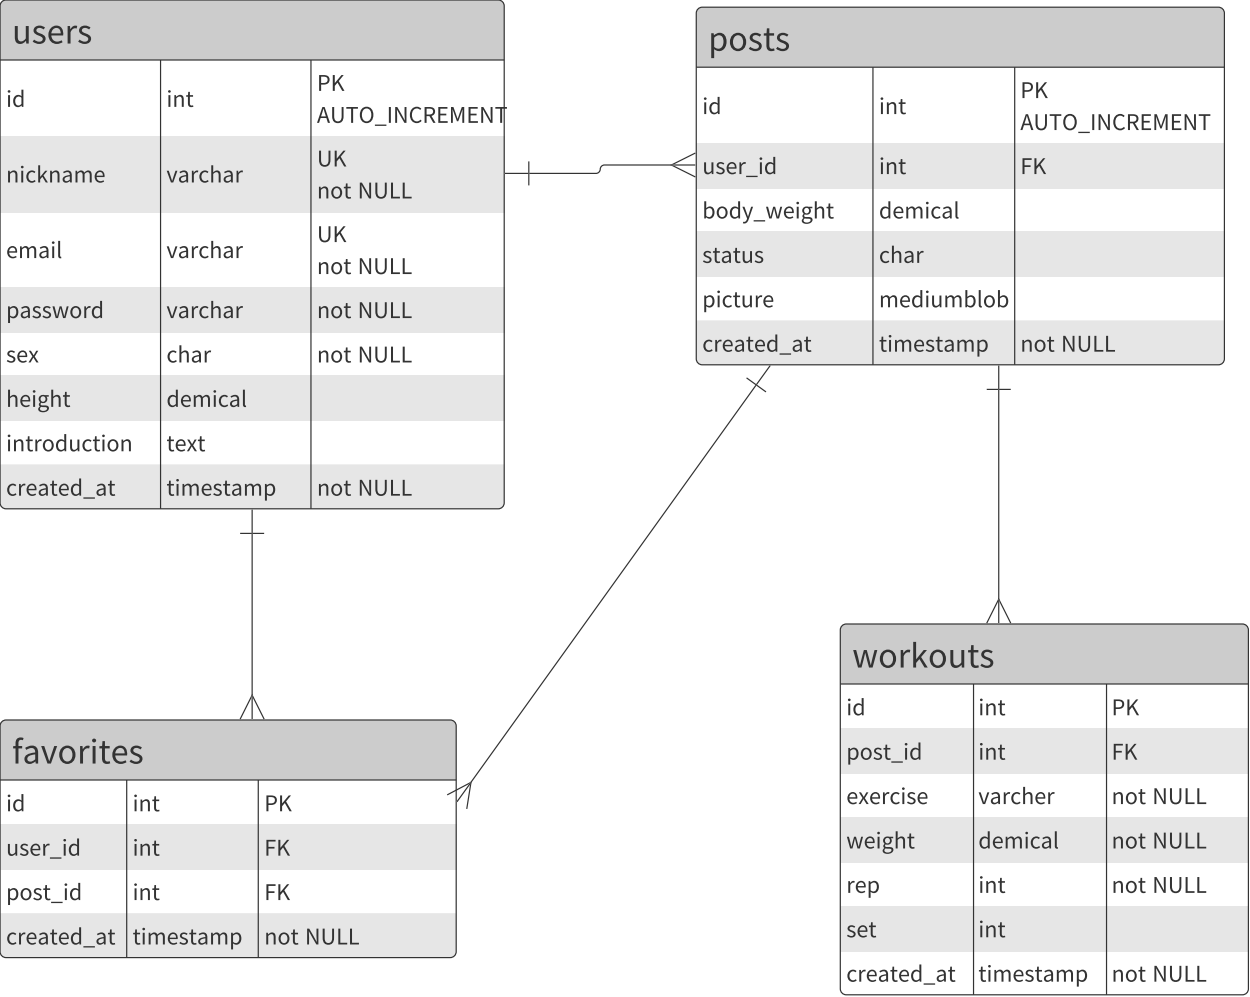 users
id int PK
AUTO_INCREMENT
nickname varchar UK
not NULL
email varchar UK
not NULL
password varchar not NULL
sex char not NULL
height demical
introduction text
created_at timestamp not NULL
posts
id int PK
AUTO_INCREMENT
user_id int FK
body_weight demical
status char
picture mediumblob
created_at timestamp not NULL
favorites
id int PK
user_id int FK
post_id int FK
created_at timestamp not NULL
workouts
id int PK
post_id int FK
exercise varcher not NULL
weight demical not NULL
rep int not NULL
set int
created_at timestamp not NULL